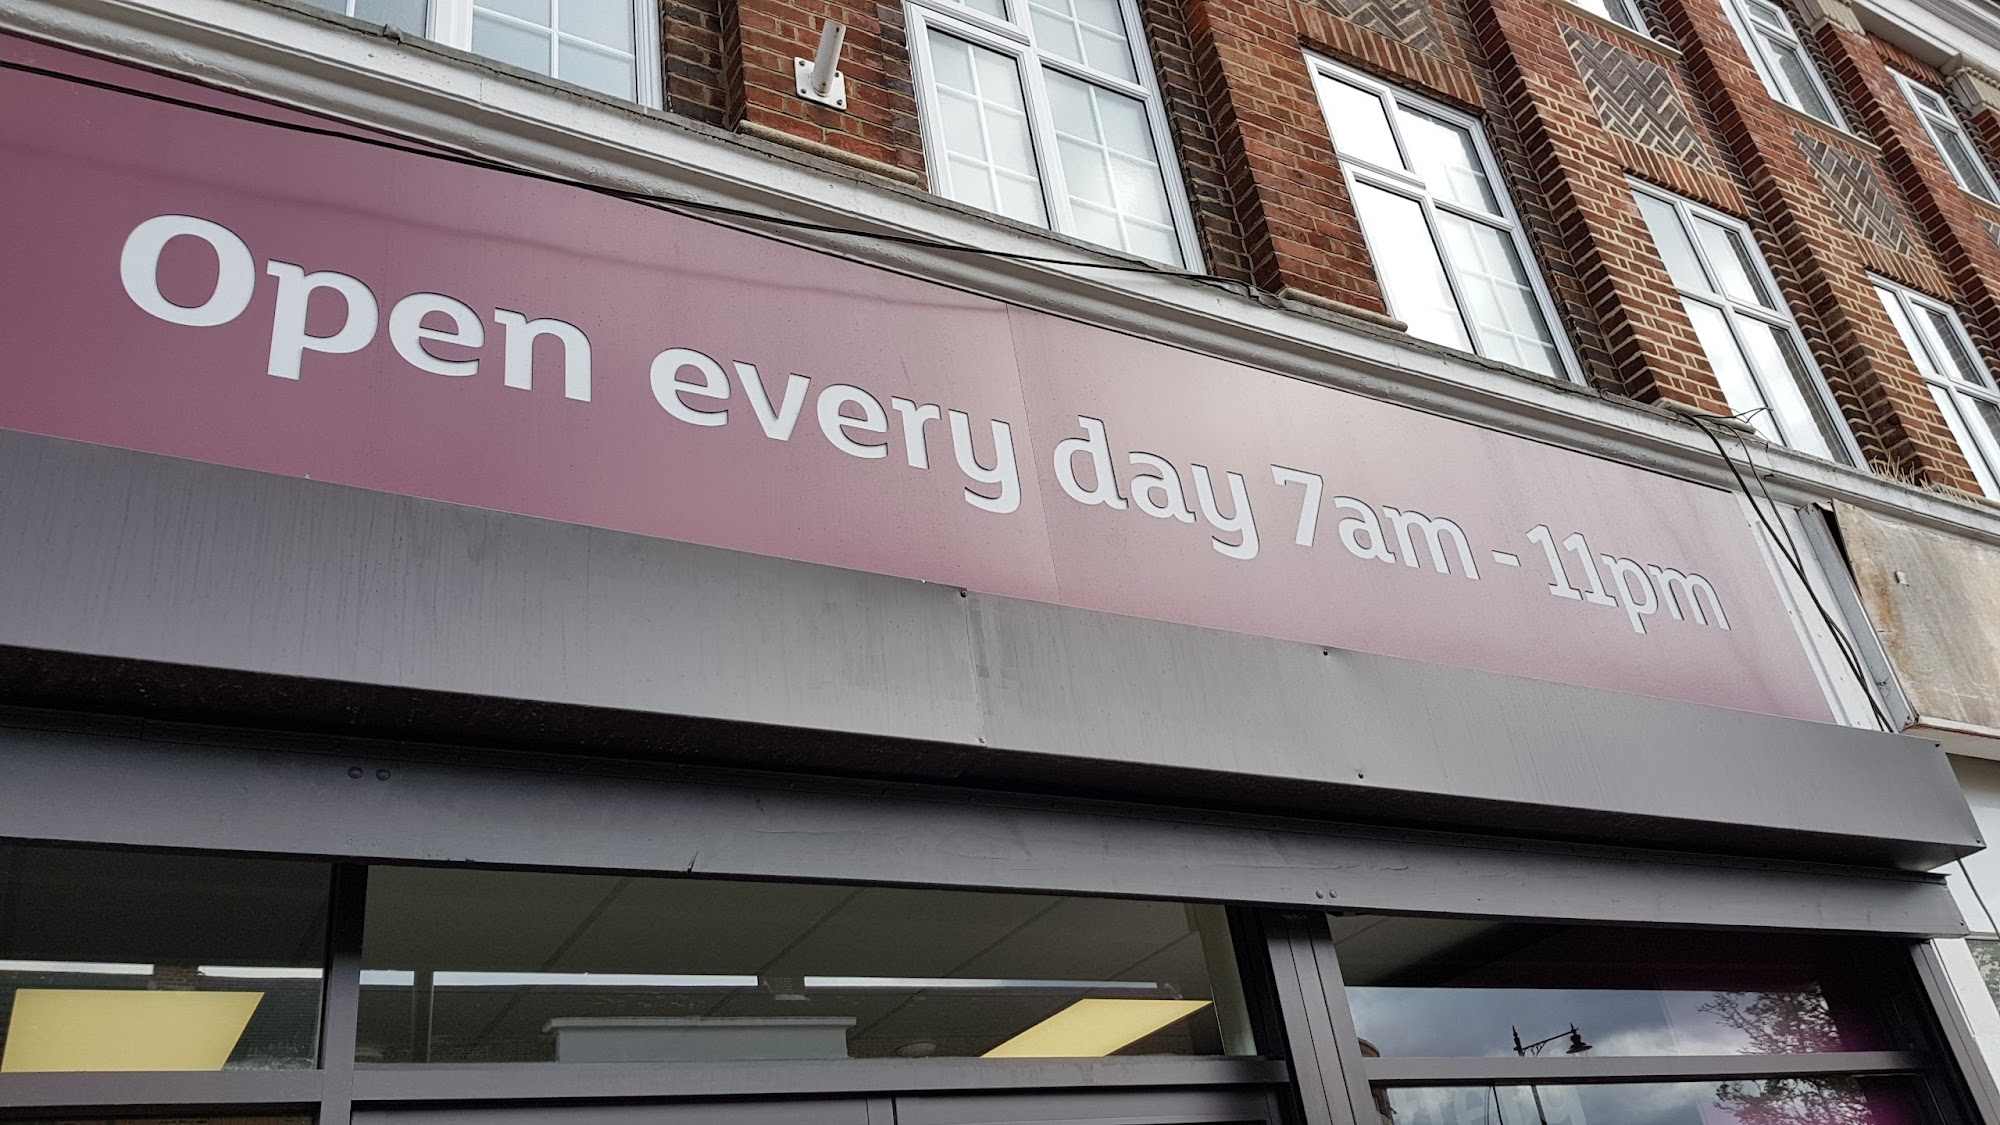 Open every day 7am - 11pm